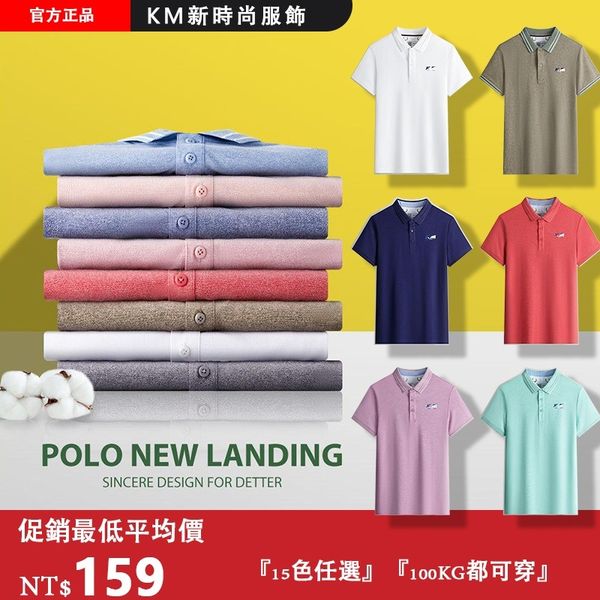 官方正品
KM新時尚服飾
POLO NEW LANDING
SINCERE DESIGN FOR DETTER
促銷最低平均價
NT$159
『15色任選』『100KG都可穿』